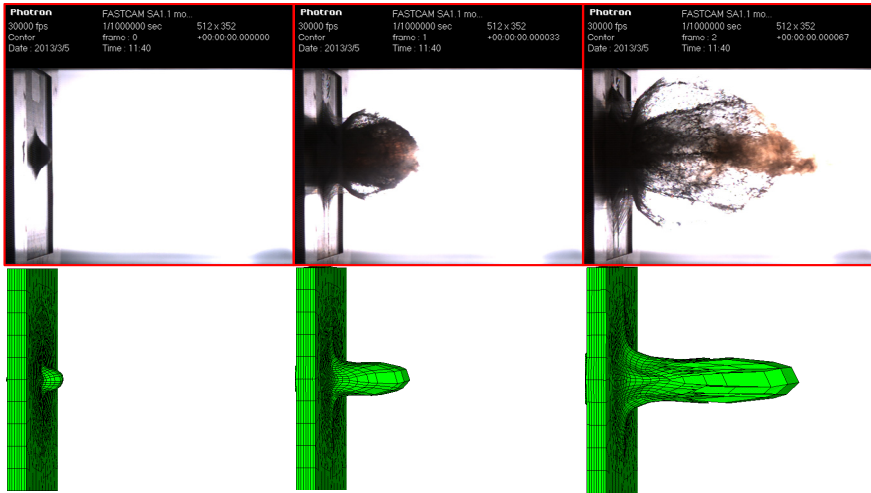 Photron FASTCAM SA1.1 mo...
30000 fps 1/1000000 sec 512 x 352
Contor frame : 0 +00:00:00.000000
Date : 2013/3/5 Time : 11:40
Photron FASTCAM SA1.1 mo...
30000 fps 1/1000000 sec 512 x 352
Contor frame : 1 +00:00:00.000033
Date : 2013/3/5 Time : 11:40
Photron FASTCAM SA1.1 mo...
30000 fps 1/1000000 sec 512 x 352
Contor frame : 2 +00:00:00.000067
Date : 2013/3/5 Time : 11:40